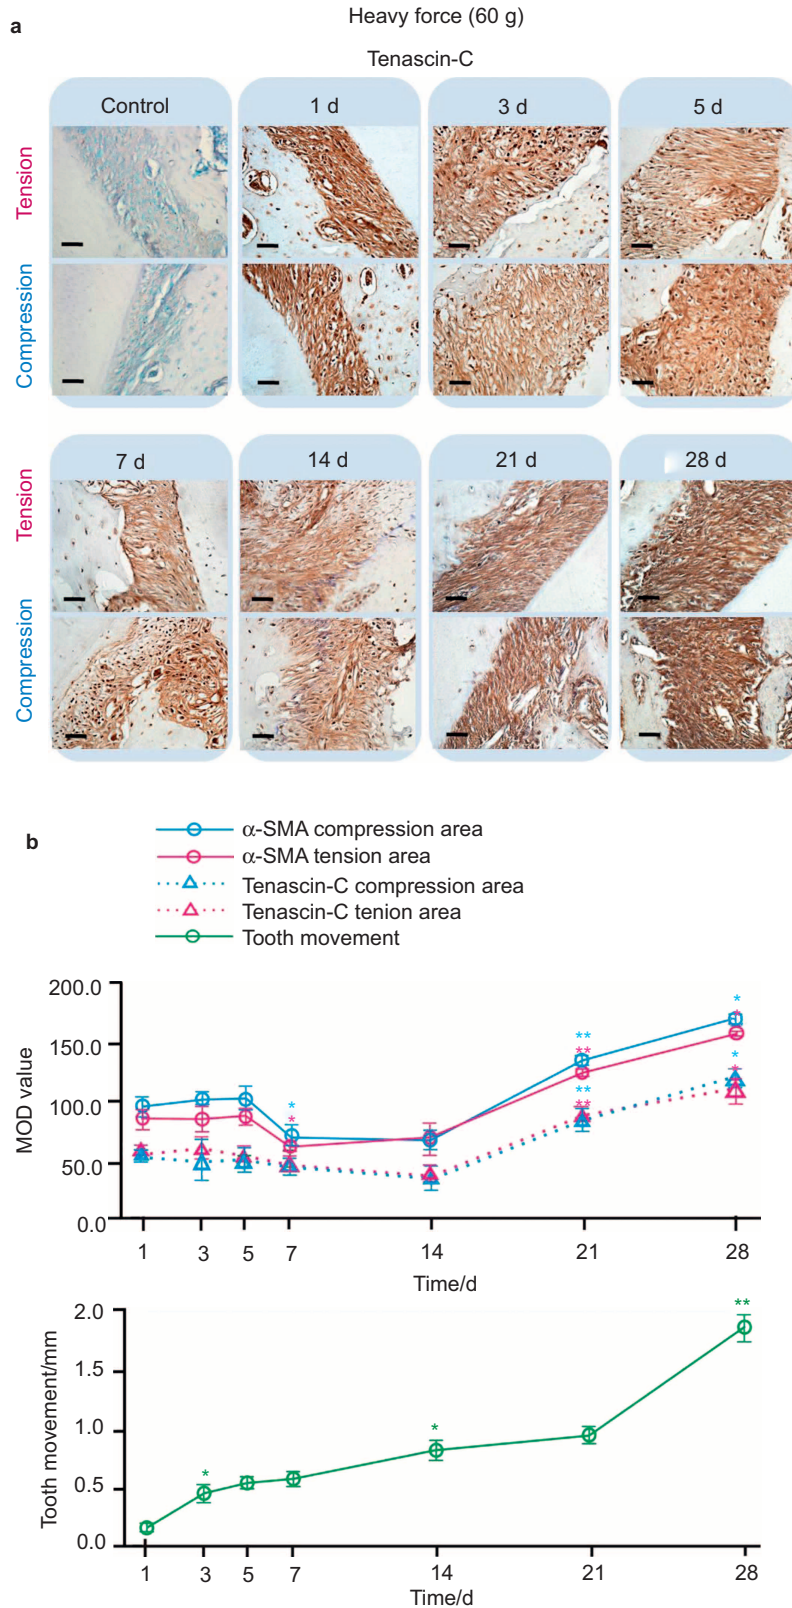 a
Heavy force (60 g)
Tenascin-C
Control 1 d 3 d 5 d
Tension
Compression
7 d 14 d 21 d 28 d
Tension
Compression
b
α-SMA compression area
α-SMA tension area
Tenascin-C compression area
Tenascin-C tenion area
Tooth movement
MOD value
200.0
150.0
100.0
50.0
0.0
* * ** ** ** ** * * * *
1 3 5 7 14 21 28
Time/d
Tooth movement/mm
2.0
1.5
1.0
0.5
0.0
* * **
1 3 5 7 14 21 28
Time/d